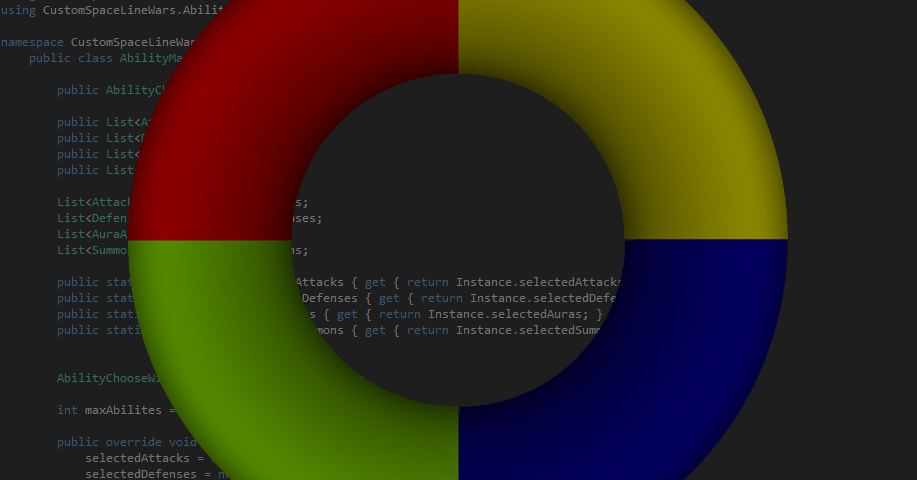 using CustomSpaceLineWars.Abilit
namespace CustomSpaceLineWar
public class AbilityMa
public AbilityC
public List<A
public List<
public List<
public List
List<Attack s;
List<Defen nses;
List<AuraA
List<Summo ns;
public stat Attacks { get { return Instance.selectedAttacks
public stat Defenses { get { return Instance.selectedDefe
public stati s { get { return Instance.selectedAuras; }
public stati mons { get { return Instance.selectedSumm
AbilityChooseWi
int maxAbilites =
public override void
selectedAttacks =
selectedDefenses = n